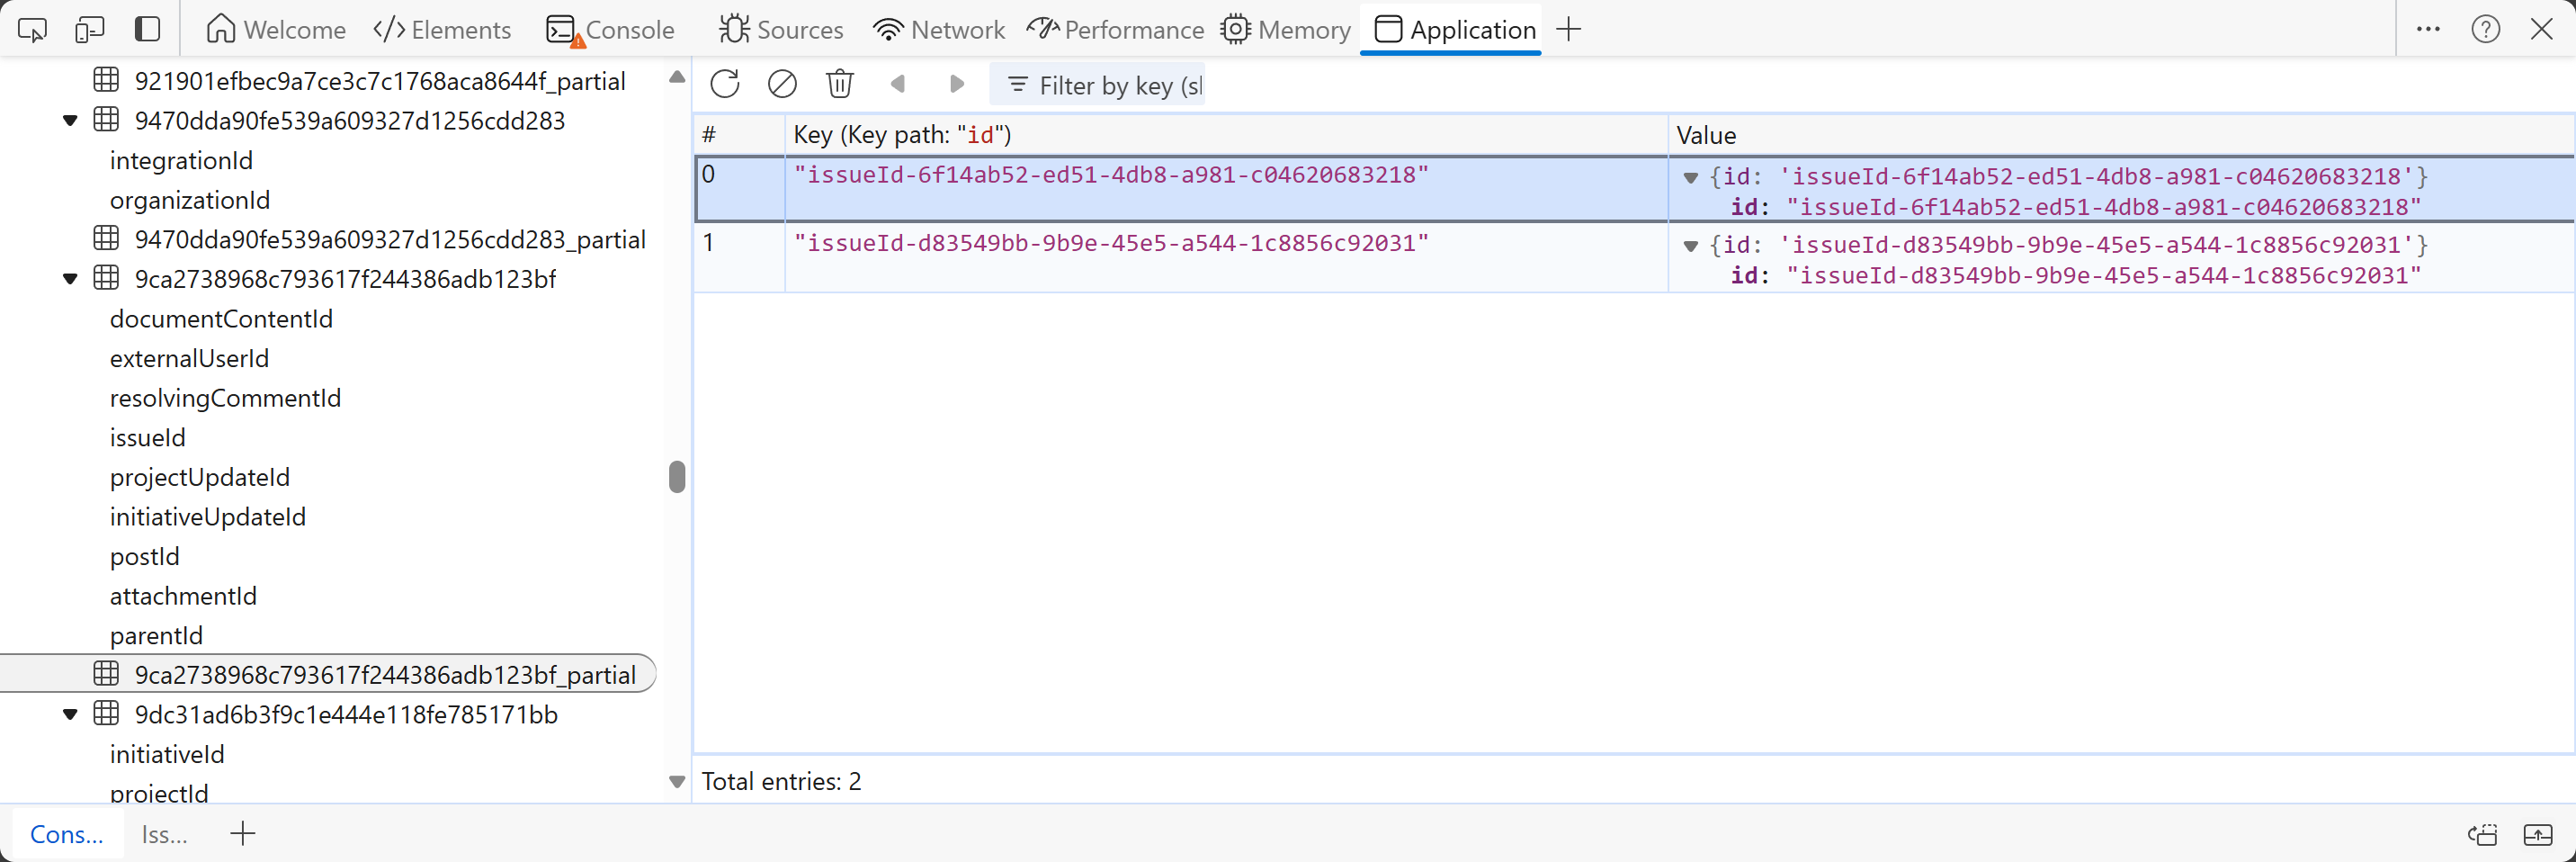 Welcome
Elements
Console
Sources
Network
Performance
Memory
Application
921901efbec9a7ce3c7c1768aca8644f_partial
9470dda90fe539a609327d1256cdd283
integrationId
organizationId
9470dda90fe539a609327d1256cdd283_partial
9ca2738968c793617f244386adb123bf
documentContentId
externalUserId
resolvingCommentId
issueId
projectUpdateId
initiativeUpdateId
postId
attachmentId
parentId
9ca2738968c793617f244386adb123bf_partial
9dc31ad6b3f9c1e444e118fe785171bb
initiativeId
projectId
Filter by key (sl
# Key (Key path: "id") Value
0 "issueId-6f14ab52-ed51-4db8-a981-c04620683218" {id: 'issueId-6f14ab52-ed51-4db8-a981-c04620683218'}
id: "issueId-6f14ab52-ed51-4db8-a981-c04620683218"
1 "issueId-d83549bb-9b9e-45e5-a544-1c8856c92031" {id: 'issueId-d83549bb-9b9e-45e5-a544-1c8856c92031'}
id: "issueId-d83549bb-9b9e-45e5-a544-1c8856c92031"
Total entries: 2
Cons...
Iss...